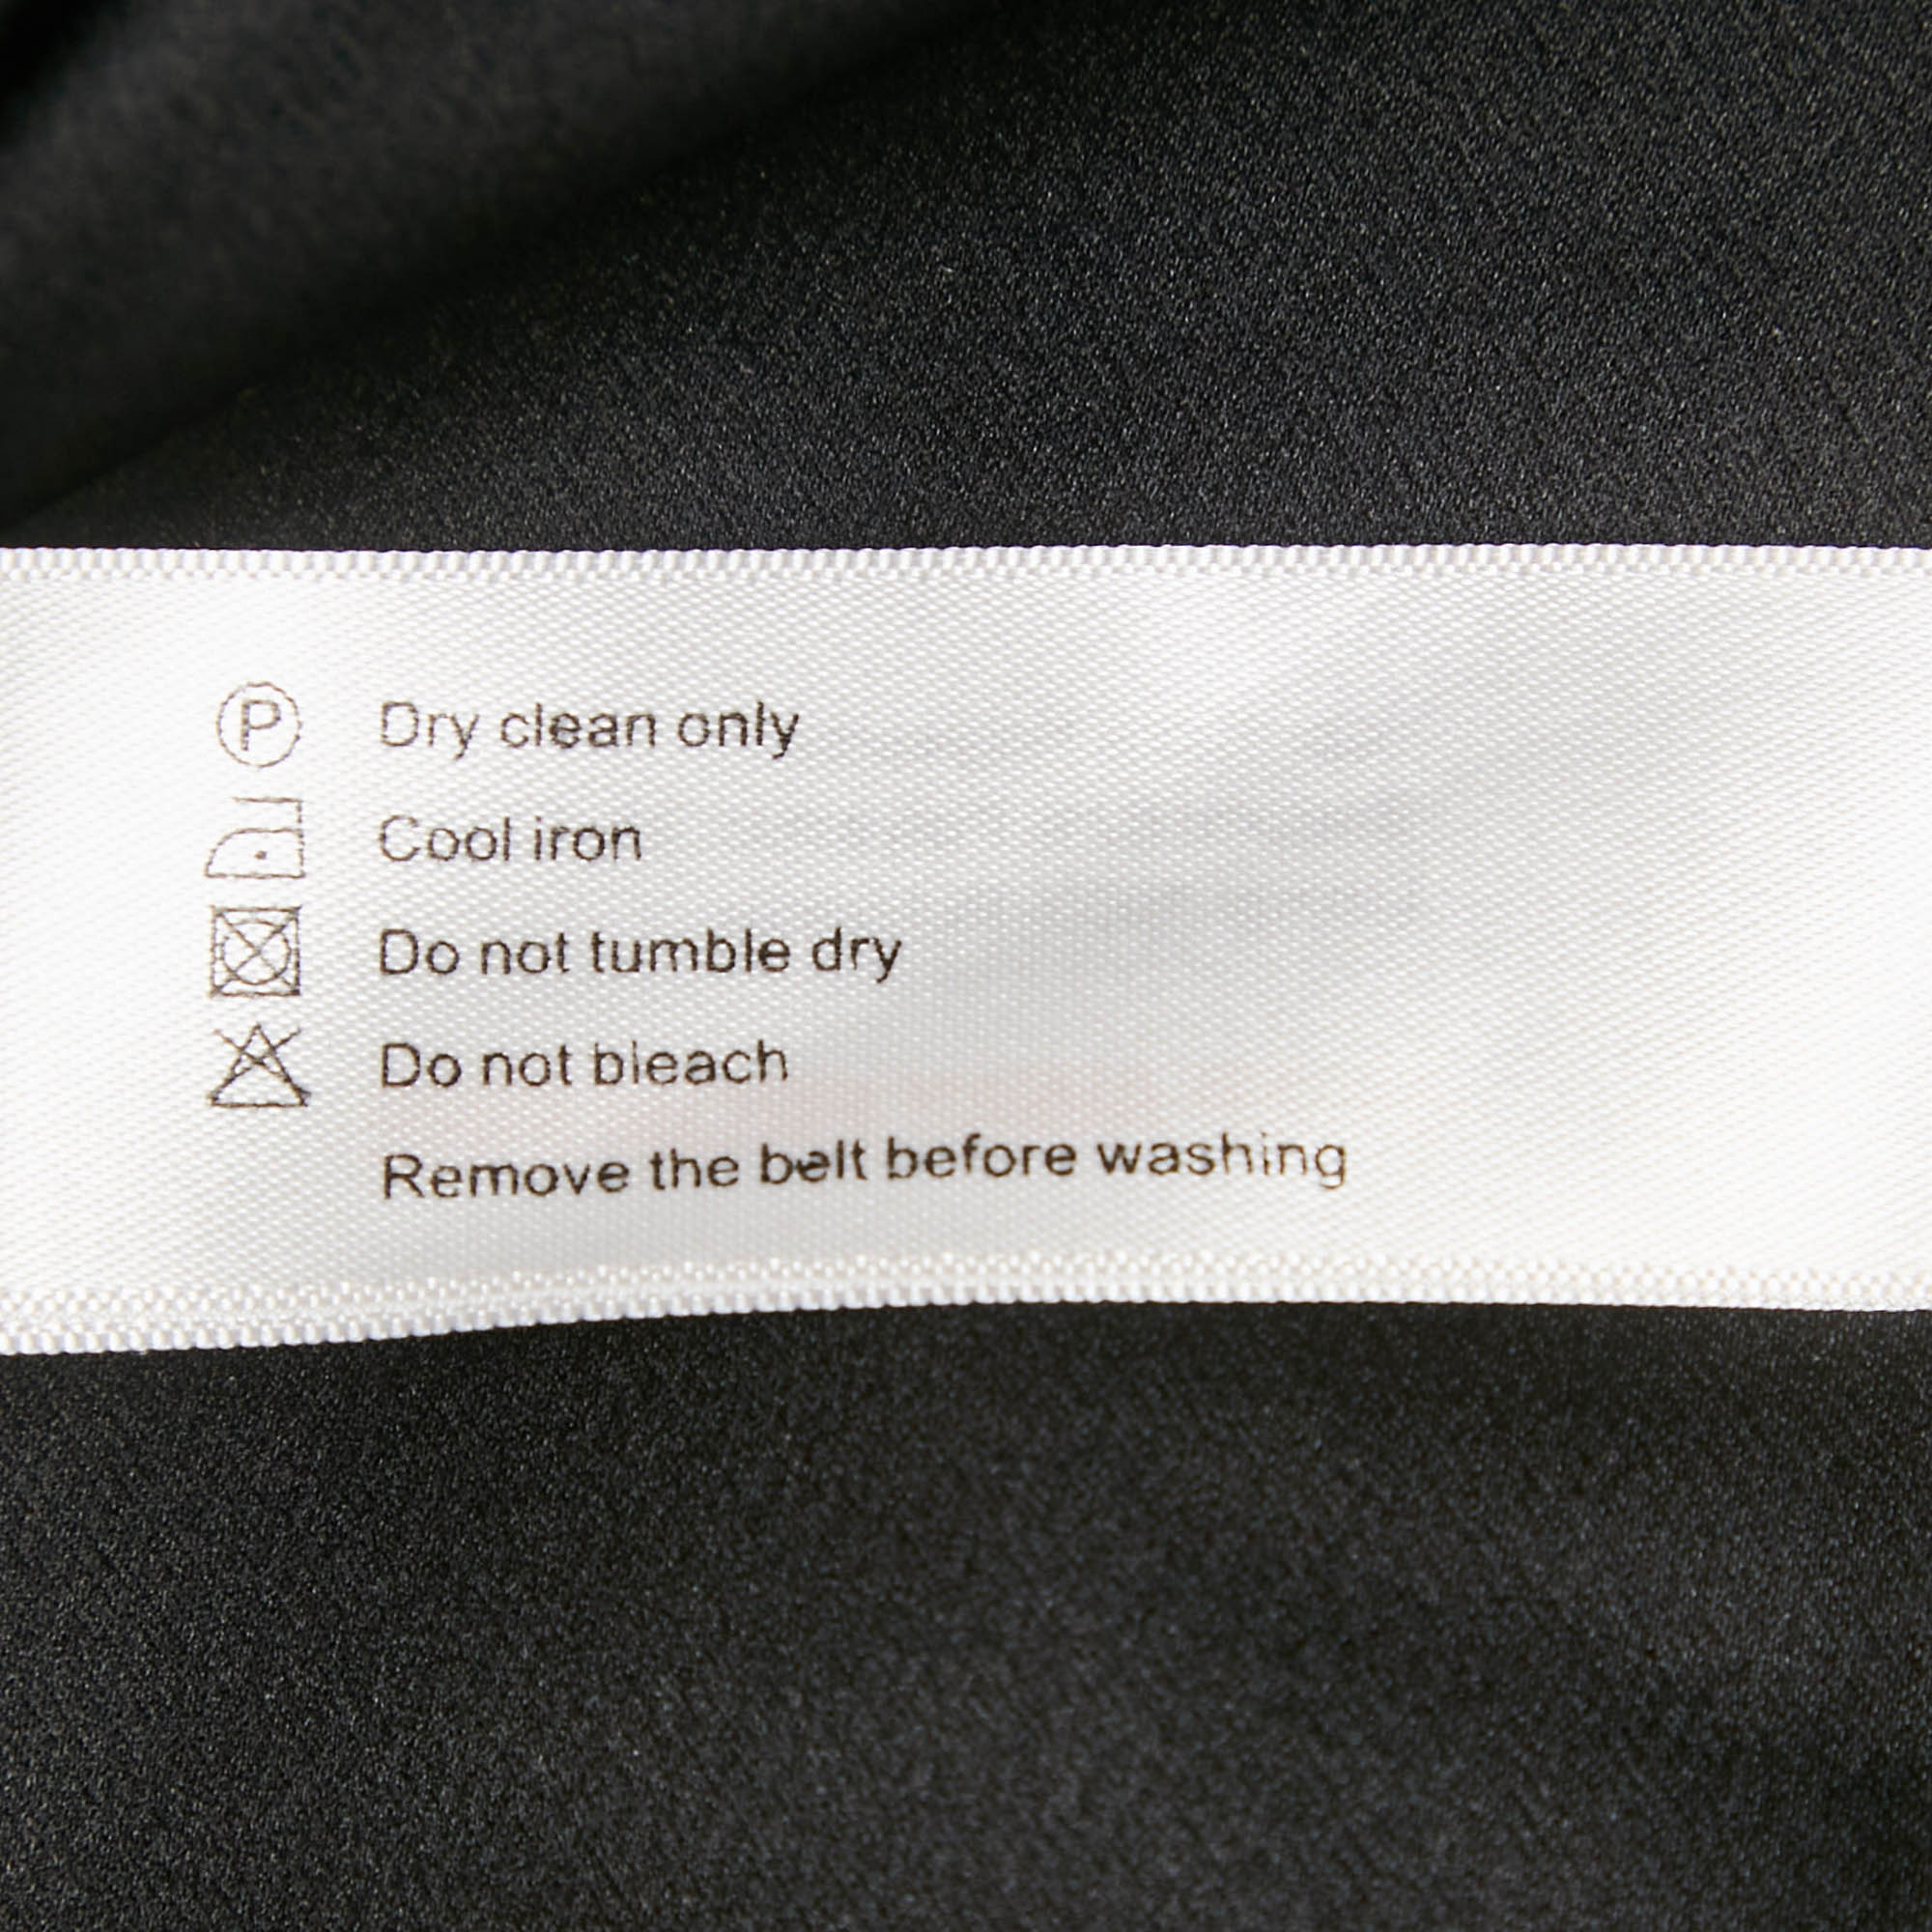 P Dry clean only
Cool iron
Do not tumble dry
Do not bleach
Remove the belt before washing